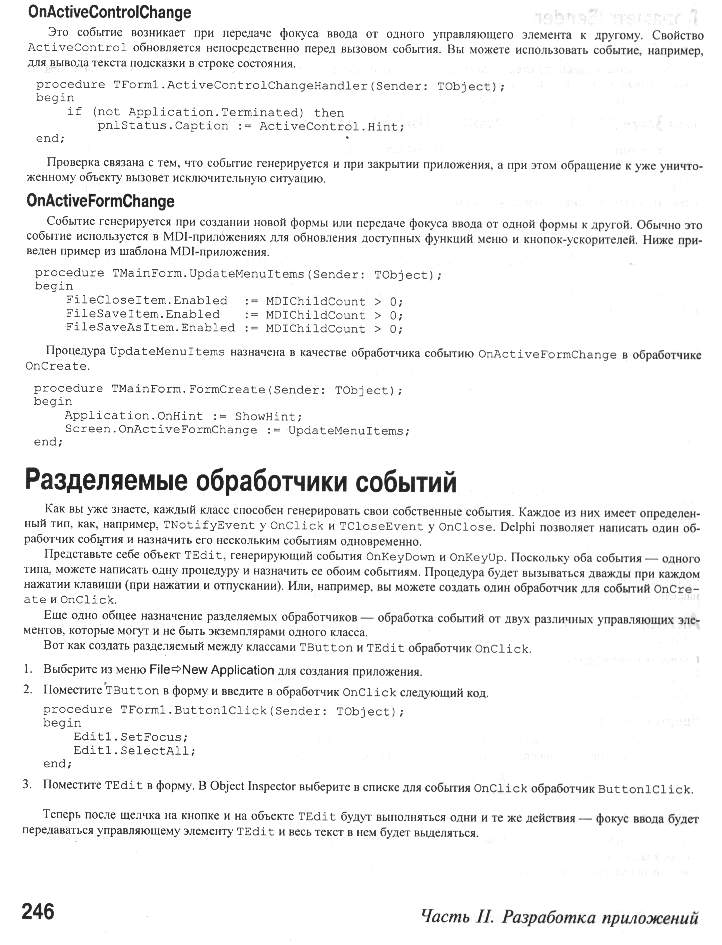 OnActiveControlChange
Это событие возникает при передаче фокуса ввода от одного управляющего элемента к другому. Свойство
ActiveControl обновляется непосредственно перед вызовом события. Вы можете использовать событие, например,
для вывода текста подсказки в строке состояния.
procedure TForm1.ActiveControlChangeHandler(Sender: TObject);
begin
if (not Application.Terminated) then
pnlStatus.Caption := ActiveControl.Hint;
end;
Проверка связана с тем, что событие генерируется и при закрытии приложения, а при этом обращение к уже уничто-
женному объекту вызовет исключительную ситуацию.
OnActiveFormChange
Событие генерируется при создании новой формы или передаче фокуса ввода от одной формы к другой. Обычно это
событие используется в MDI-приложениях для обновления доступных функций меню и кнопок-ускорителей. Ниже при-
веден пример из шаблона MDI-приложения.
procedure TMainForm.UpdateMenuItems(Sender: TObject);
begin
FileCloseItem.Enabled := MDIChildCount > 0;
FileSaveItem.Enabled := MDIChildCount > 0;
FileSaveAsItem.Enabled := MDIChildCount > 0;
Процедура UpdateMenuItems назначена в качестве обработчика событию OnActiveFormChange в обработчике
OnCreate.
procedure TMainForm.FormCreate(Sender: TObject);
begin
Application.OnHint := ShowHint;
Screen.OnActiveFormChange := UpdateMenuItems;
end;
Разделяемые обработчики событий
Как вы уже знаете, каждый класс способен генерировать свои собственные события. Каждое из них имеет определен-
ный тип, как, например, TNotifyEvent у OnClick и TCloseEvent у OnClose. Delphi позволяет написать один об-
работчик события и назначить его нескольким событиям одновременно.
Представьте себе объект TEdit, генерирующий события OnKeyDown и OnKeyUp. Поскольку оба события — одного
типа, можете написать одну процедуру и назначить ее обоим событиям. Процедура будет вызываться дважды при каждом
нажатии клавиши (при нажатии и отпускании). Или, например, вы можете создать один обработчик для событий OnCre-
ate и OnClick.
Еще одно общее назначение разделяемых обработчиков — обработка событий от двух различных управляющих эле-
ментов, которые могут и не быть экземплярами одного класса.
Вот как создать разделяемый между классами TButton и TEdit обработчик OnClick.
1. Выберите из меню File⇒New Application для создания приложения.
2. Поместите TButton в форму и введите в обработчик OnClick следующий код.
procedure TForm1.Button1Click(Sender: TObject);
begin
Edit1.SetFocus;
Edit1.SelectAll;
end;
3. Поместите TEdit в форму. В Object Inspector выберите в списке для события OnClick обработчик Button1Click.
Теперь после щелчка на кнопке и на объекте TEdit будут выполняться одни и те же действия — фокус ввода будет
передаваться управляющему элементу TEdit и весь текст в нем будет выделяться.
246 Часть II. Разработка приложений